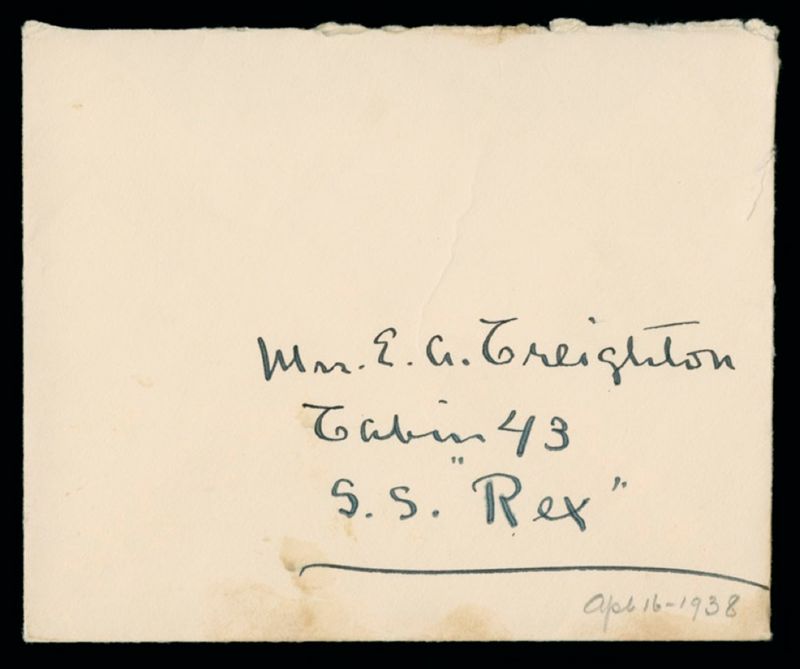 Mrs. E. A. Creighton
Cabin 43
S. S. "Rex"
Apl 16-1938